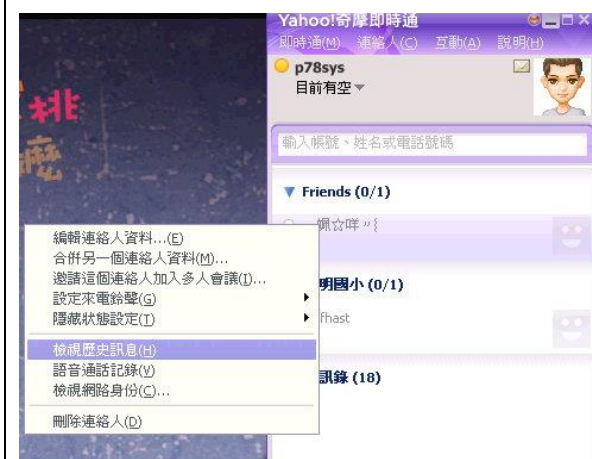 Yahoo!奇摩即時通
即時通(M) 連絡人(C) 互動(A) 說明(H)
p78sys
目前有空
桃
麼
輸入帳號、姓名或電話號碼
Friends (0/1)
編輯連絡人資料...(E)
合併另一個連絡人資料(M)...
邀請這個連絡人加入多人會議(I)...
設定來電鈴聲(G)
隱藏狀態設定(T)
檢視歷史訊息(H)
語音通話記錄(V)
檢視網路身份(C)...
刪除連絡人(D)
明國小 (0/1)
fhast
訊錄 (18)